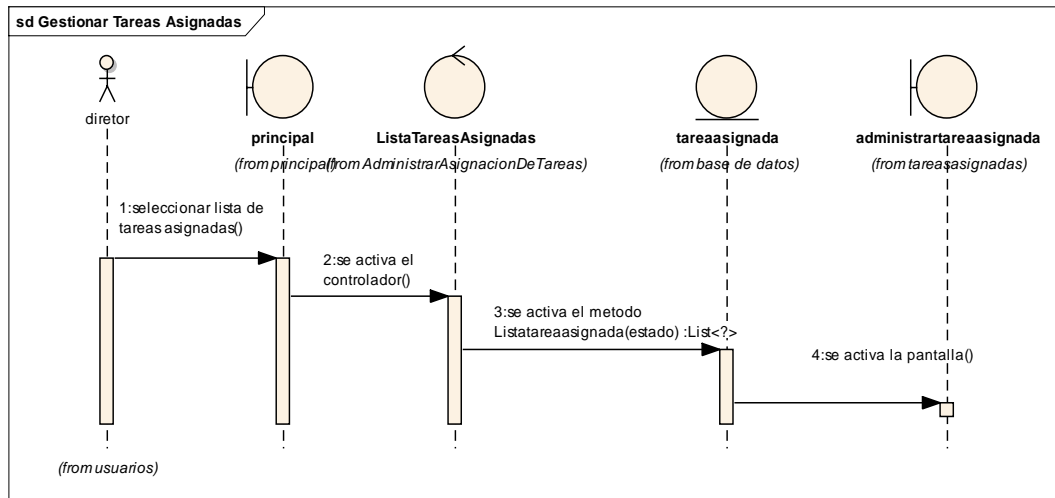 sd Gestionar Tareas Asignadas
diretor
principal
(from principal)
ListaTareasAsignadas
(from AdministrarAsignacionDeTareas)
tareaasignada
(from base de datos)
administrartareaasignada
(from tareasasignadas)
1:seleccionar lista de
tareas asignadas()
2:se activa el
controlador()
3:se activa el metodo
Listatareaasignada(estado) :List<?>
4:se activa la pantalla()
(from usuarios)